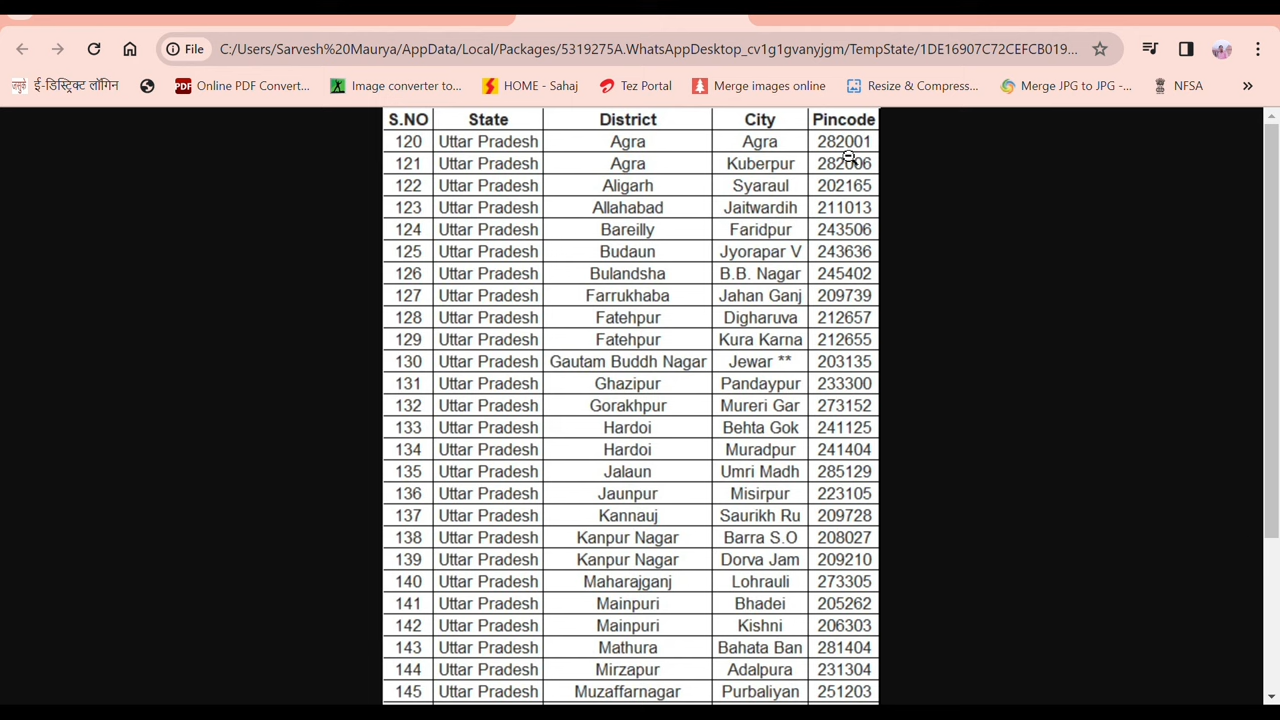 File C:/Users/Sarvesh%20Maurya/AppData/Local/Packages/5319275A.WhatsAppDesktop_cv1g1gvanyjgm/TempState/1DE16907C72CEFCB019...
ई-डिस्ट्रिक्ट लॉगिन PDF Online PDF Convert... Image converter to... HOME - Sahaj Tez Portal Merge images online Resize & Compress... Merge JPG to JPG -... NFSA »
S.NO State District City Pincode
120 Uttar Pradesh Agra Agra 282001
121 Uttar Pradesh Agra Kuberpur 282006
122 Uttar Pradesh Aligarh Syaraul 202165
123 Uttar Pradesh Allahabad Jaitwardih 211013
124 Uttar Pradesh Bareilly Faridpur 243506
125 Uttar Pradesh Budaun Jyorapar V 243636
126 Uttar Pradesh Bulandsha B.B. Nagar 245402
127 Uttar Pradesh Farrukhaba Jahan Ganj 209739
128 Uttar Pradesh Fatehpur Digharuva 212657
129 Uttar Pradesh Fatehpur Kura Karna 212655
130 Uttar Pradesh Gautam Buddh Nagar Jewar ** 203135
131 Uttar Pradesh Ghazipur Pandaypur 233300
132 Uttar Pradesh Gorakhpur Mureri Gar 273152
133 Uttar Pradesh Hardoi Behta Gok 241125
134 Uttar Pradesh Hardoi Muradpur 241404
135 Uttar Pradesh Jalaun Umri Madh 285129
136 Uttar Pradesh Jaunpur Misirpur 223105
137 Uttar Pradesh Kannauj Saurikh Ru 209728
138 Uttar Pradesh Kanpur Nagar Barra S.O 208027
139 Uttar Pradesh Kanpur Nagar Dorva Jam 209210
140 Uttar Pradesh Maharajganj Lohrauli 273305
141 Uttar Pradesh Mainpuri Bhadei 205262
142 Uttar Pradesh Mainpuri Kishni 206303
143 Uttar Pradesh Mathura Bahata Ban 281404
144 Uttar Pradesh Mirzapur Adalpura 231304
145 Uttar Pradesh Muzaffarnagar Purbaliyan 251203